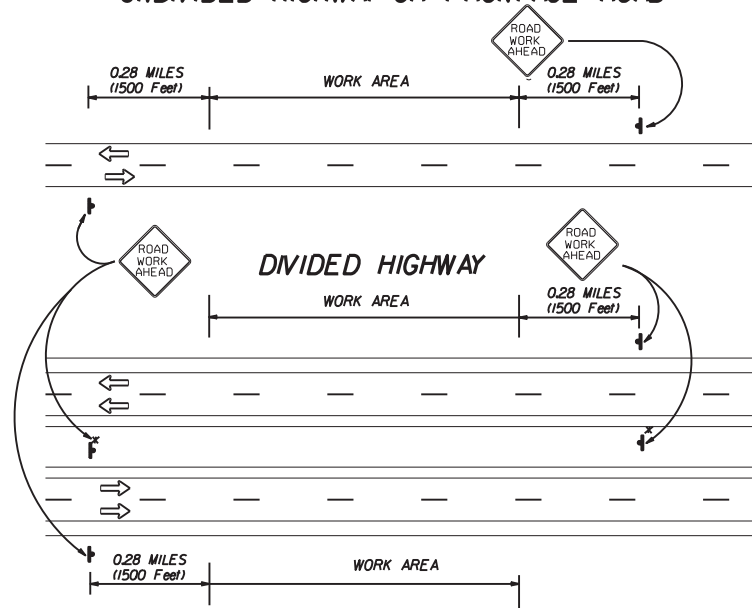 UNDIVIDED HIGHWAY OR FRONTAGE ROAD
ROAD
WORK
AHEAD
0.28 MILES
(1500 Feet)
WORK AREA
0.28 MILES
(1500 Feet)
ROAD
WORK
AHEAD
DIVIDED HIGHWAY
ROAD
WORK
AHEAD
WORK AREA
0.28 MILES
(1500 Feet)
x
x
0.28 MILES
(1500 Feet)
WORK AREA